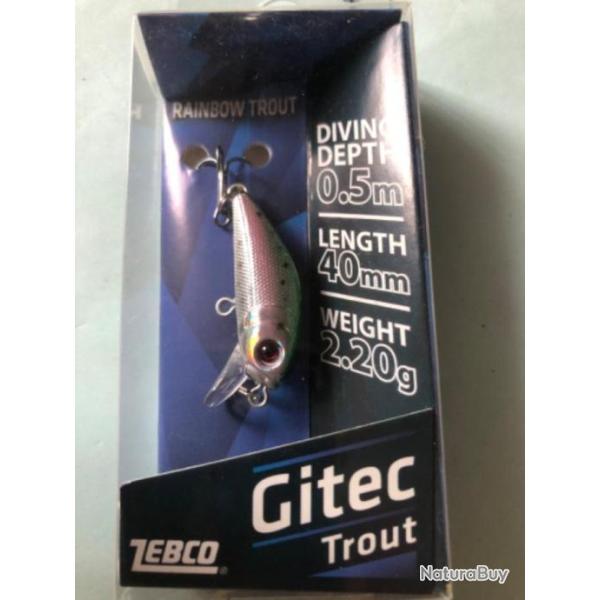 RAINBOW TROUT
DIVING
DEPTH
0.5m
LENGTH
40mm
WEIGHT
2.20g
Gitec
Trout
ZEBCO
NaturaBuy